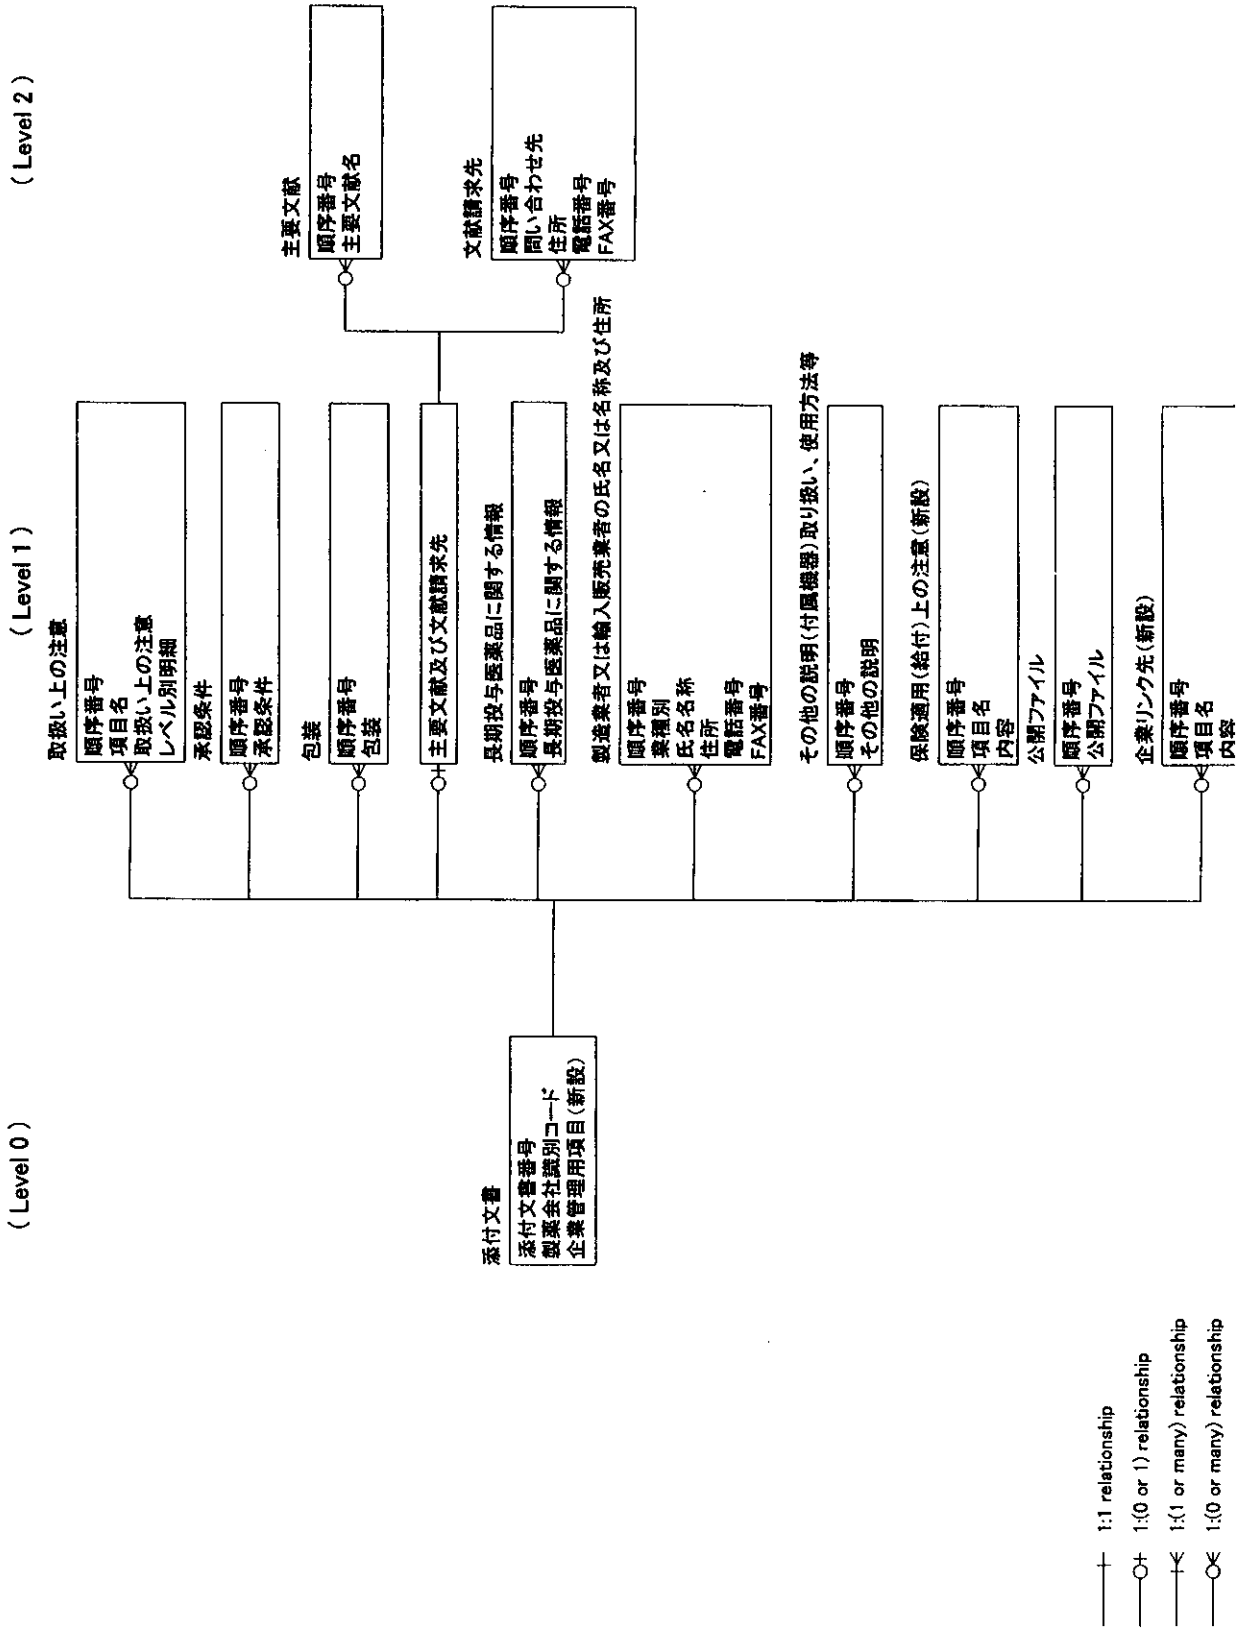 (Level 0)
(Level 1)
(Level 2)
添付文書
添付文書番号
製薬会社識別コード
企業管理用項目(新設)
取扱い上の注意
順序番号
項目名
取扱い上の注意
レベル別明細
承認条件
順序番号
承認条件
包装
順序番号
包装
主要文献及び文献請求先
長期投与医薬品に関する情報
順序番号
長期投与医薬品に関する情報
製造業者又は輸入販売業者の氏名又は名称及び住所
順序番号
業種別
氏名名称
住所
電話番号
FAX番号
その他の説明(付属機器)取り扱い、使用方法等
順序番号
その他の説明
保険適用(給付)上の注意(新設)
順序番号
項目名
内容
公開ファイル
順序番号
公開ファイル
企業リンク先(新設)
順序番号
項目名
内容
主要文献
順序番号
主要文献名
文献請求先
順序番号
問い合わせ先
住所
電話番号
FAX番号
1:1 relationship
1:(0 or 1) relationship
1:(1 or many) relationship
1:(0 or many) relationship